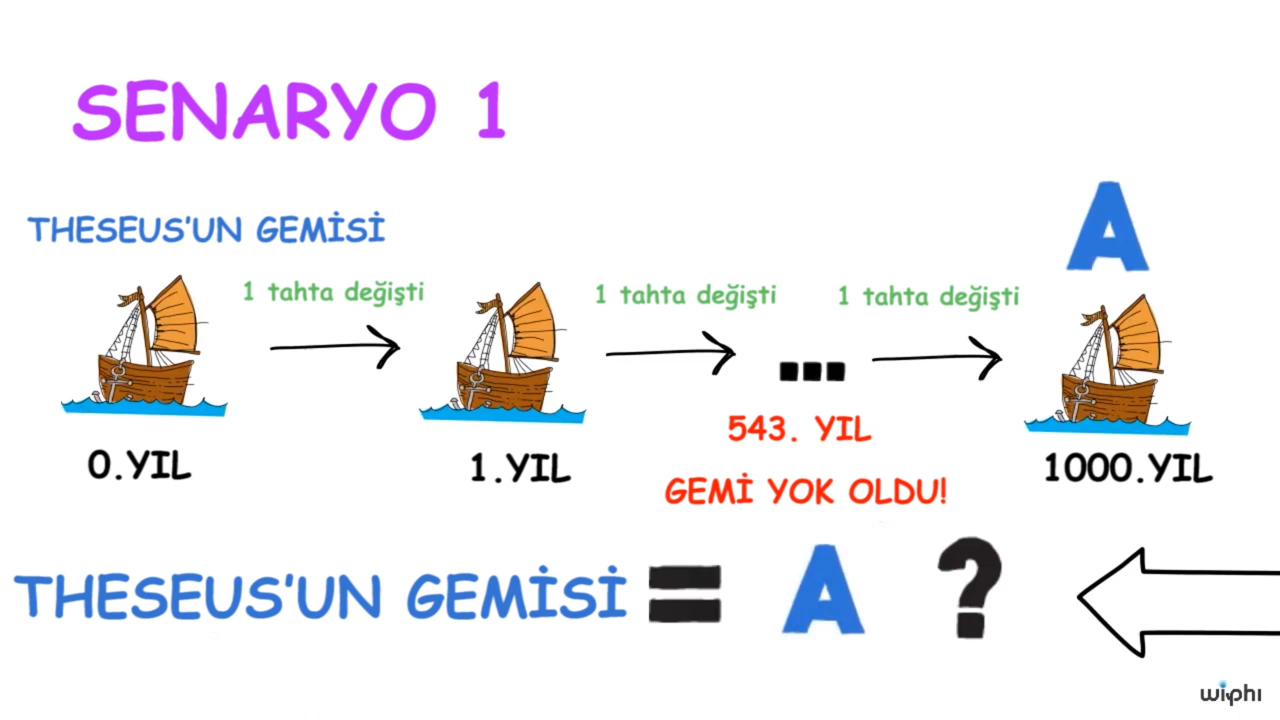 SENARYO 1
THESEUS'UN GEMİSİ
A
1 tahta değişti
1 tahta değişti
1 tahta değişti
...
543. YIL
0.YIL
1.YIL
1000.YIL
GEMİ YOK OLDU!
THESEUS'UN GEMİSİ = A ?
wiphi